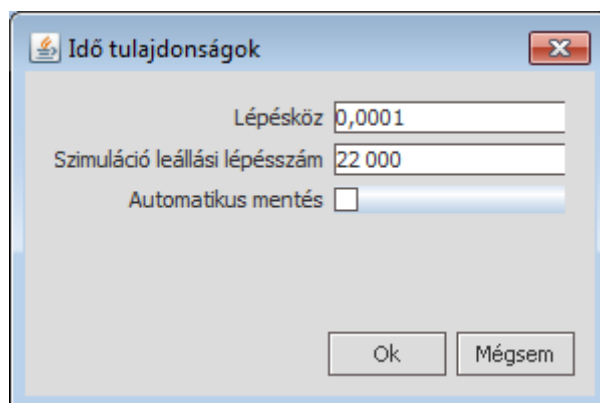 Idő tulajdonságok
Lépésköz 0,0001
Szimuláció leállási lépésszám 22 000
Automatikus mentés
Ok Mégsem